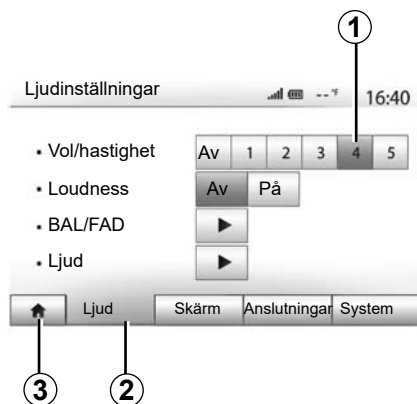 1
Ljudinställningar --°F 16:40
• Vol/hastighet Av 1 2 3 4 5
• Loudness Av På
• BAL/FAD
• Ljud
Ljud Skärm Anslutningar System
3 2